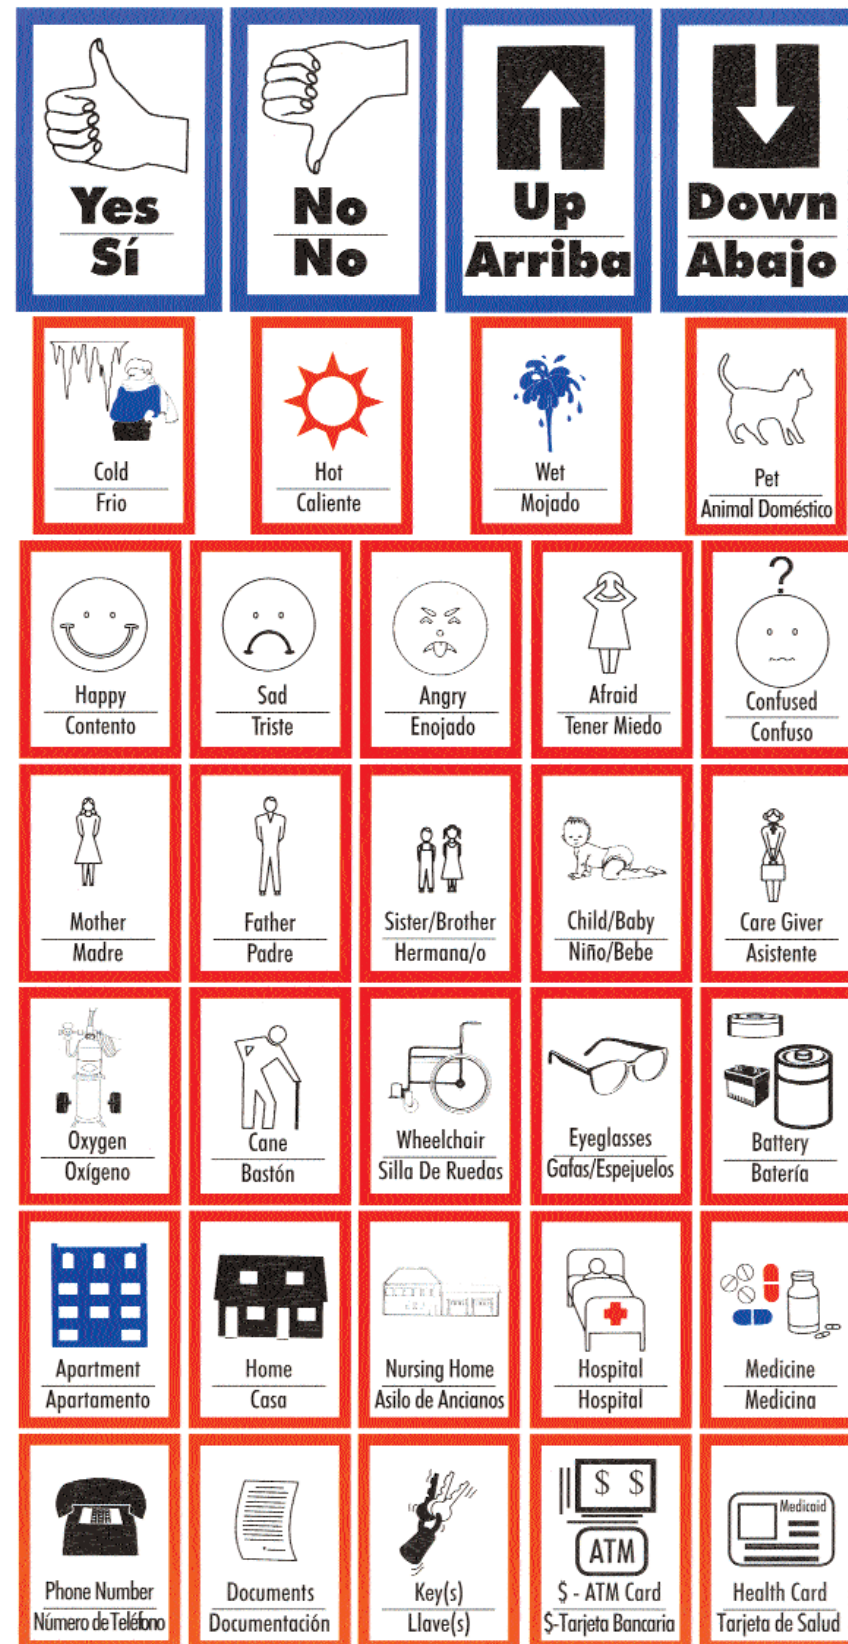 Yes
Sí
No
No
Up
Arriba
Down
Abajo
Cold
Frio
Hot
Caliente
Wet
Mojado
Pet
Animal Doméstico
Happy
Contento
Sad
Triste
Angry
Enojado
Afraid
Tener Miedo
?
Confused
Confuso
Mother
Madre
Father
Padre
Sister/Brother
Hermana/o
Child/Baby
Niño/Bebe
Care Giver
Asistente
Oxygen
Oxígeno
Cane
Bastón
Wheelchair
Silla De Ruedas
Eyeglasses
Gafas/Espejuelos
Battery
Batería
Apartment
Apartamento
Home
Casa
Nursing Home
Asilo de Ancianos
Hospital
Hospital
Medicine
Medicina
Phone Number
Número de Teléfono
Documents
Documentación
Key(s)
Llave(s)
$ $
ATM
$ - ATM Card
$-Tarjeta Bancaria
Medicaid
Health Card
Tarjeta de Salud